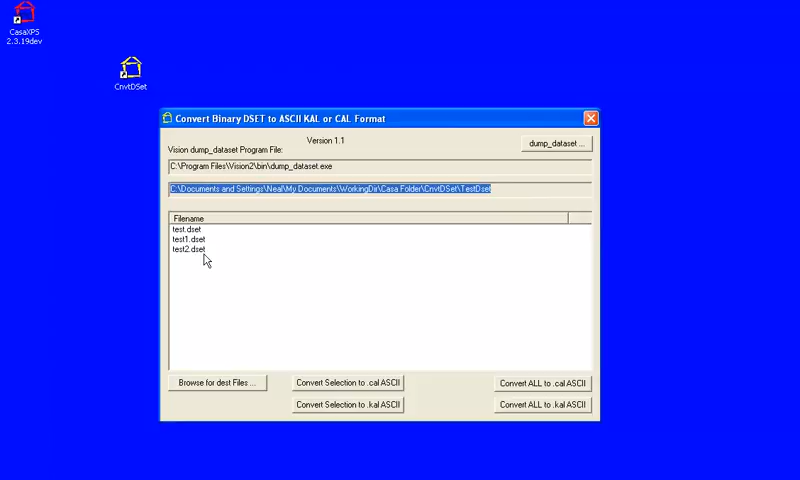 CasaXPS
2.3.19dev
CnvtDSet
Convert Binary DSET to ASCII KAL or CAL Format
Version 1.1
Vision dump_dataset Program File:
dump_dataset ...
C:\Program Files\Vision2\bin\dump_dataset.exe
C:\Documents and Settings\Neal\My Documents\WorkingDir\Casa Folder\CnvtDSet\TestDset
Filename
test.dset
test1.dset
test2.dset
Browse for dest Files ...
Convert Selection to .cal ASCII
Convert ALL to .cal ASCII
Convert Selection to .kal ASCII
Convert ALL to .kal ASCII